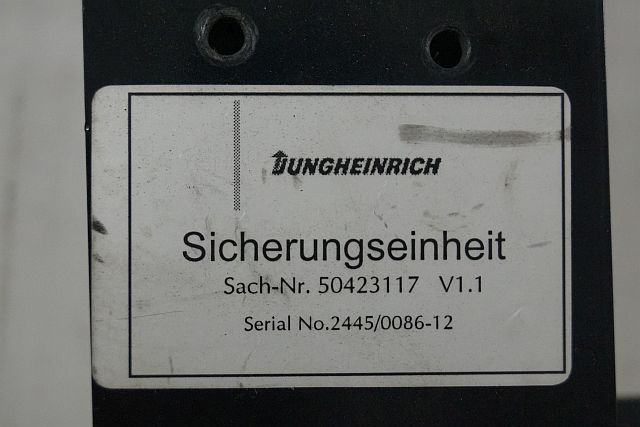 JUNGHEINRICH
Sicherungseinheit
Sach-Nr. 50423117 V1.1
Serial No.2445/0086-12